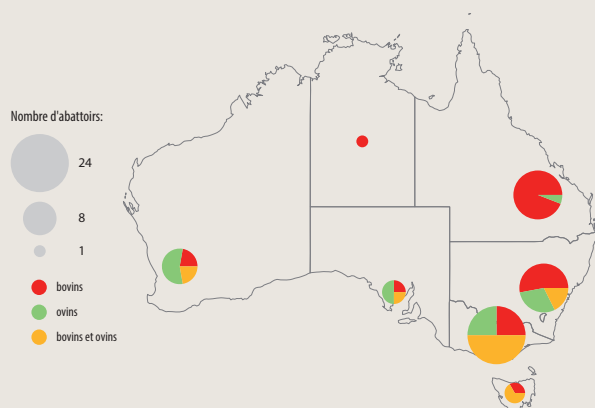 Nombre d'abattoirs:
24
8
1
bovins
ovins
bovins et ovins